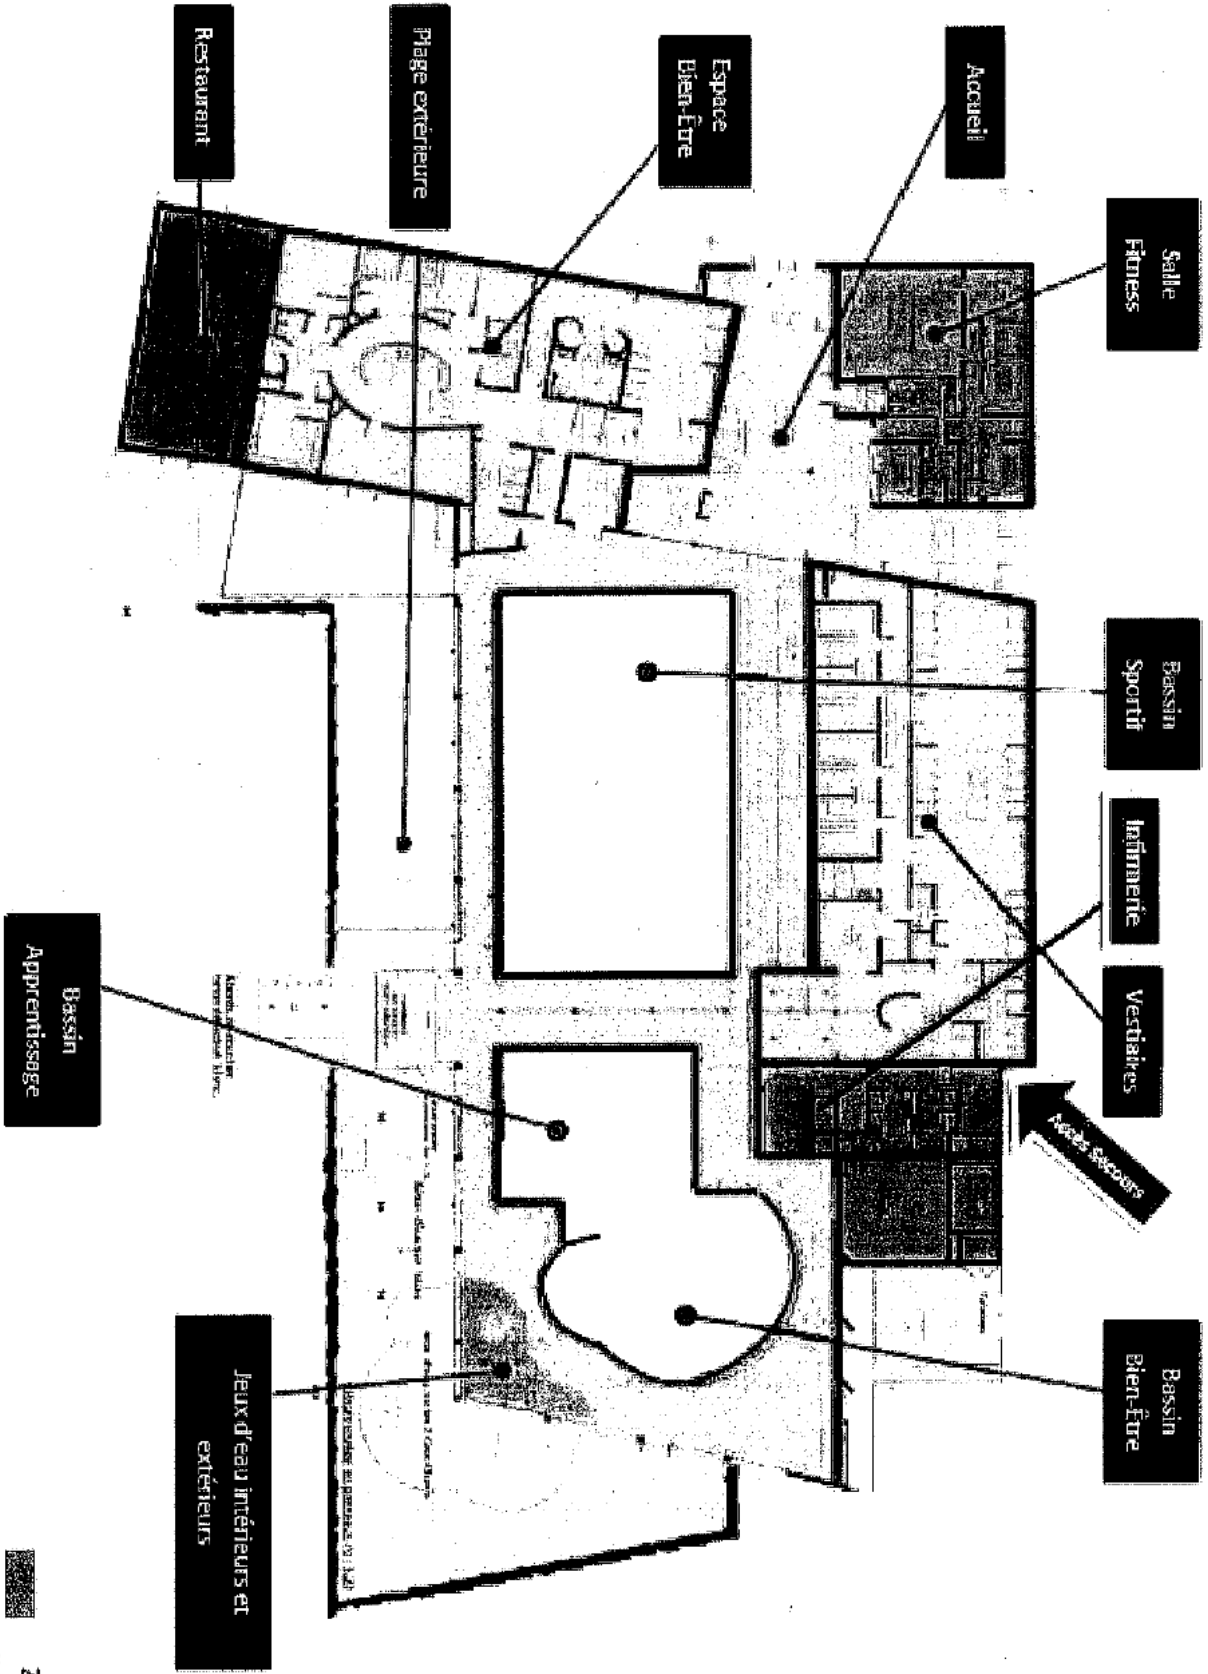 Salle
Fitness
Accueil
Espace
Bien-Être
Plage extérieure
Restaurant
Bassin
Sportif
Infirmerie
Vestiaires
Accès Secours
Bassin
Bien-Être
Bassin
Apprentissage
Jeux d'eau intérieurs et
extérieurs